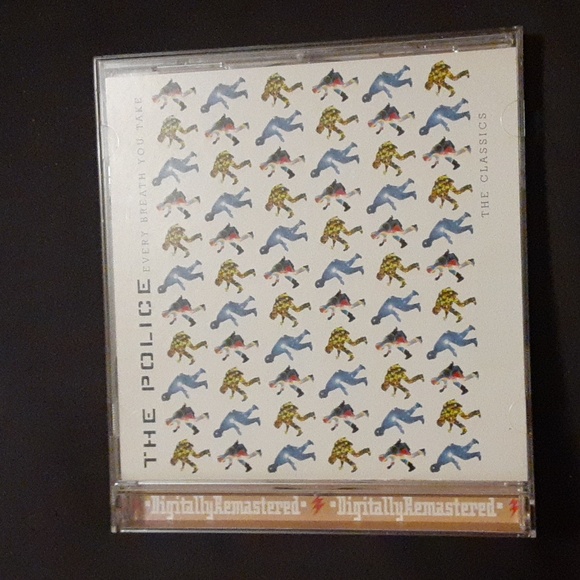 THE POLICE
EVERY BREATH YOU TAKE
THE CLASSICS
·DigitallyRemastered· ·DigitallyRemastered·